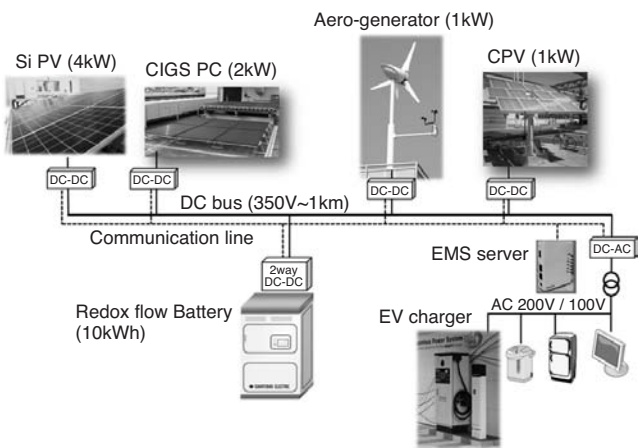 Aero-generator (1kW)
Si PV (4kW)
CIGS PC (2kW)
CPV (1kW)
DC-DC
DC-DC
DC-DC
DC-DC
DC bus (350V~1km)
Communication line
EMS server
DC-AC
2way
DC-DC
Redox flow Battery
(10kWh)
AC 200V / 100V
EV charger
Power System